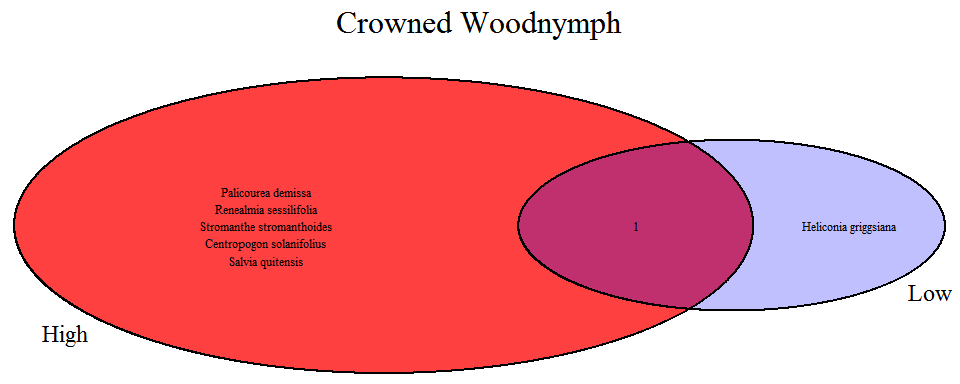 Crowned Woodnymph
Palicourea demissa
Renealmia sessilifolia
Stromanthe stromanthoides
Centropogon solanifolius
Salvia quitensis
1
Heliconia griggsiana
Low
High